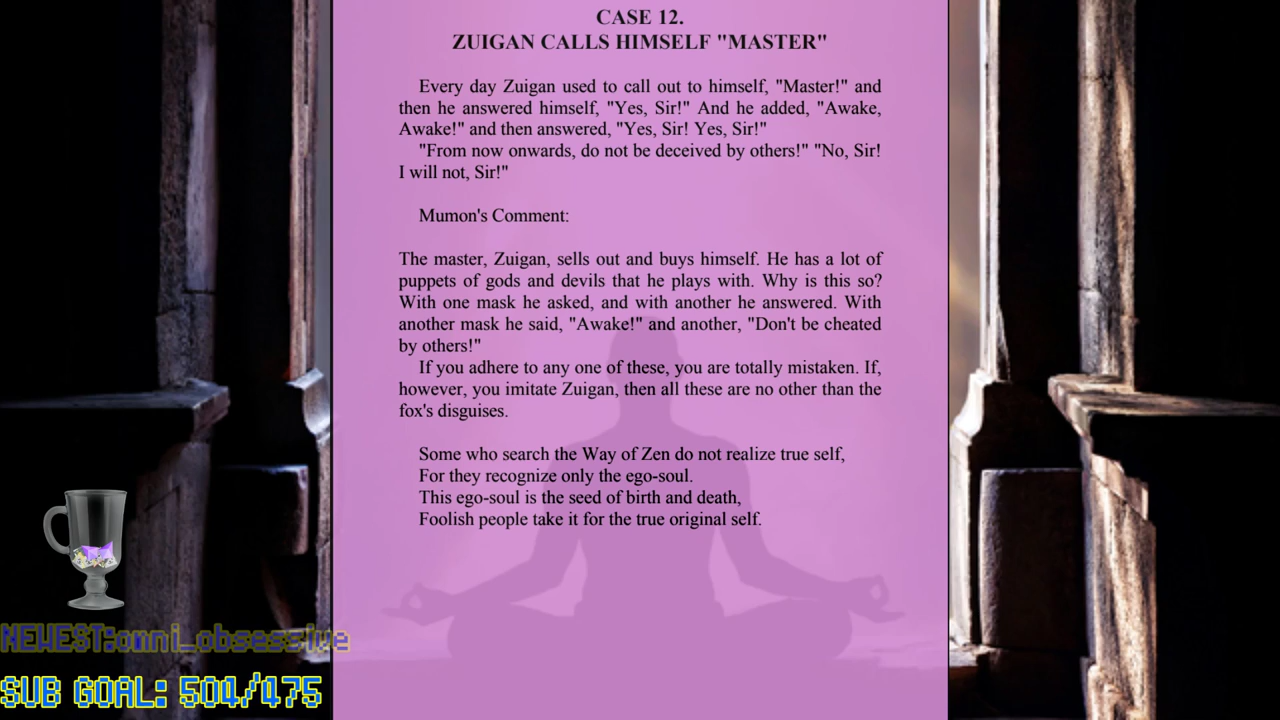 CASE 12.
ZUIGAN CALLS HIMSELF "MASTER"
Every day Zuigan used to call out to himself, "Master!" and
then he answered himself, "Yes, Sir!" And he added, "Awake,
Awake!" and then answered, "Yes, Sir! Yes, Sir!"
"From now onwards, do not be deceived by others!" "No, Sir!
I will not, Sir!"
Mumon's Comment:
The master, Zuigan, sells out and buys himself. He has a lot of
puppets of gods and devils that he plays with. Why is this so?
With one mask he asked, and with another he answered. With
another mask he said, "Awake!" and another, "Don't be cheated
by others!"
If you adhere to any one of these, you are totally mistaken. If,
however, you imitate Zuigan, then all these are no other than the
fox's disguises.
Some who search the Way of Zen do not realize true self,
For they recognize only the ego-soul.
This ego-soul is the seed of birth and death,
Foolish people take it for the true original self.
NEWEST:omni_obsessive
SUB GOAL: 504/475